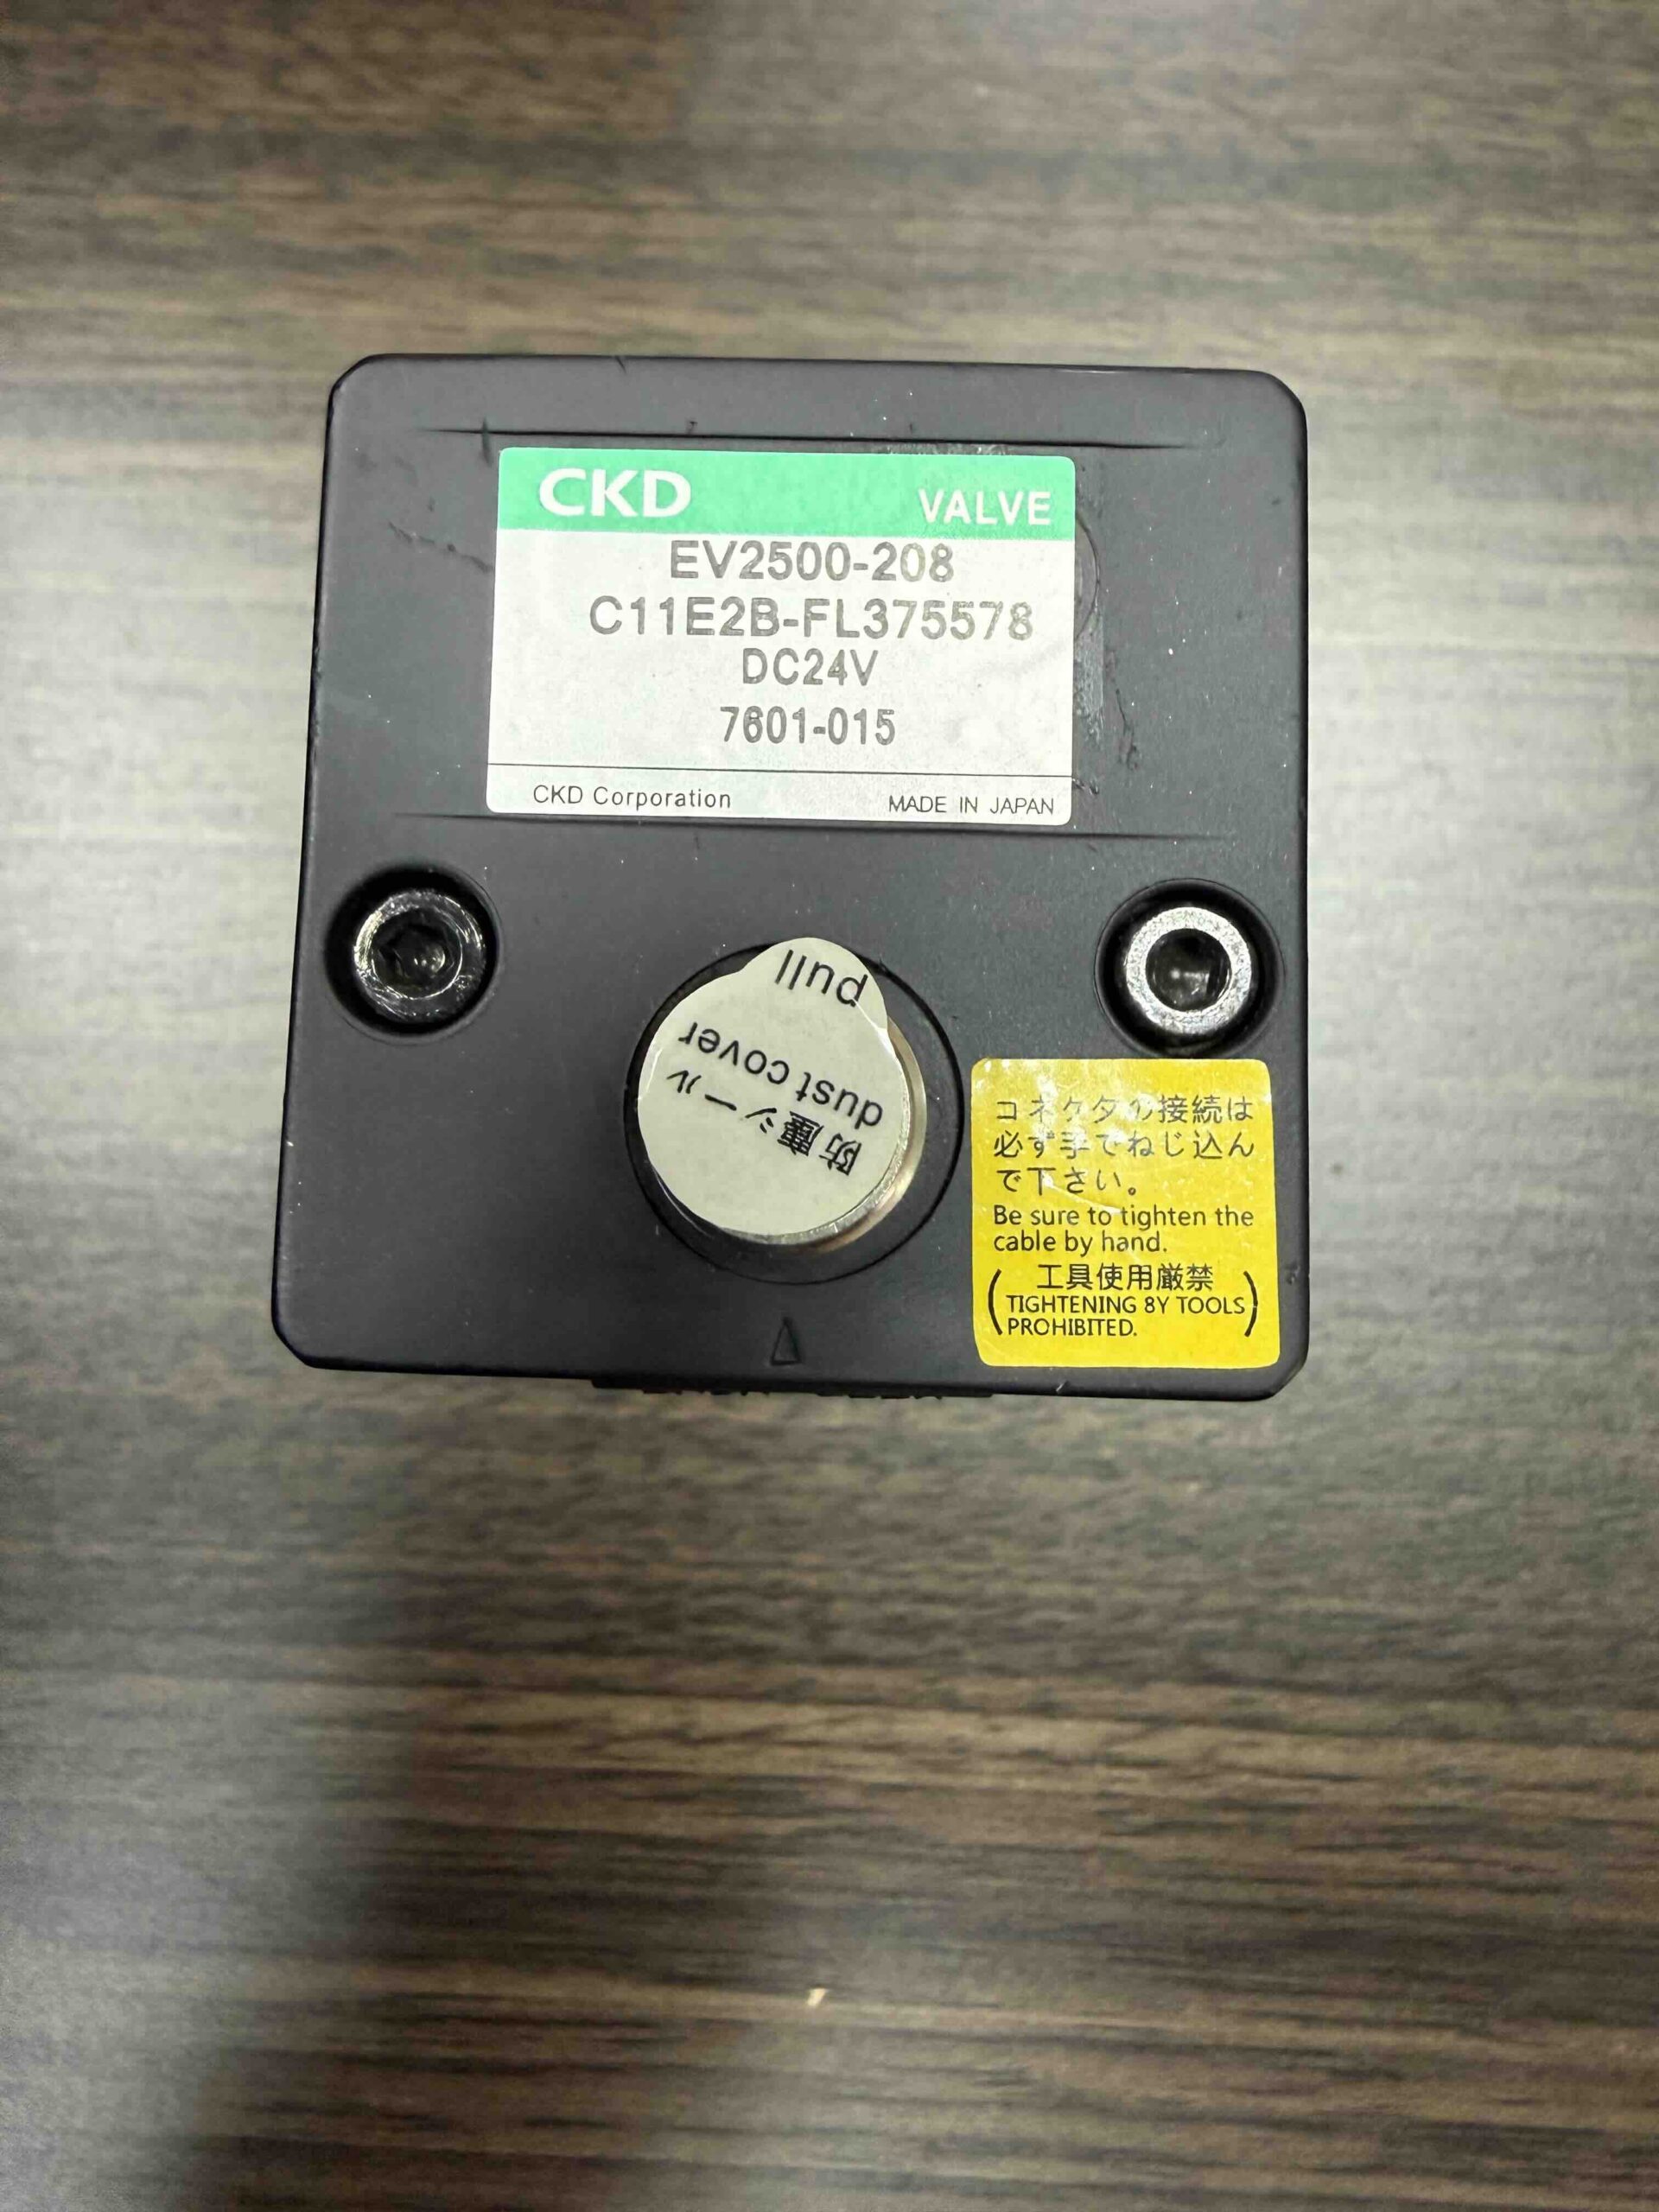 CKD VALVE
EV2500-208
C11E2B-FL375578
DC24V
7601-015
CKD Corporation MADE IN JAPAN
pull
dust cover
防塵シール
コネクタの接続は
必ず手でねじ込ん
で下さい。
Be sure to tighten the
cable by hand.
(工具使用厳禁
TIGHTENING BY TOOLS
PROHIBITED.)